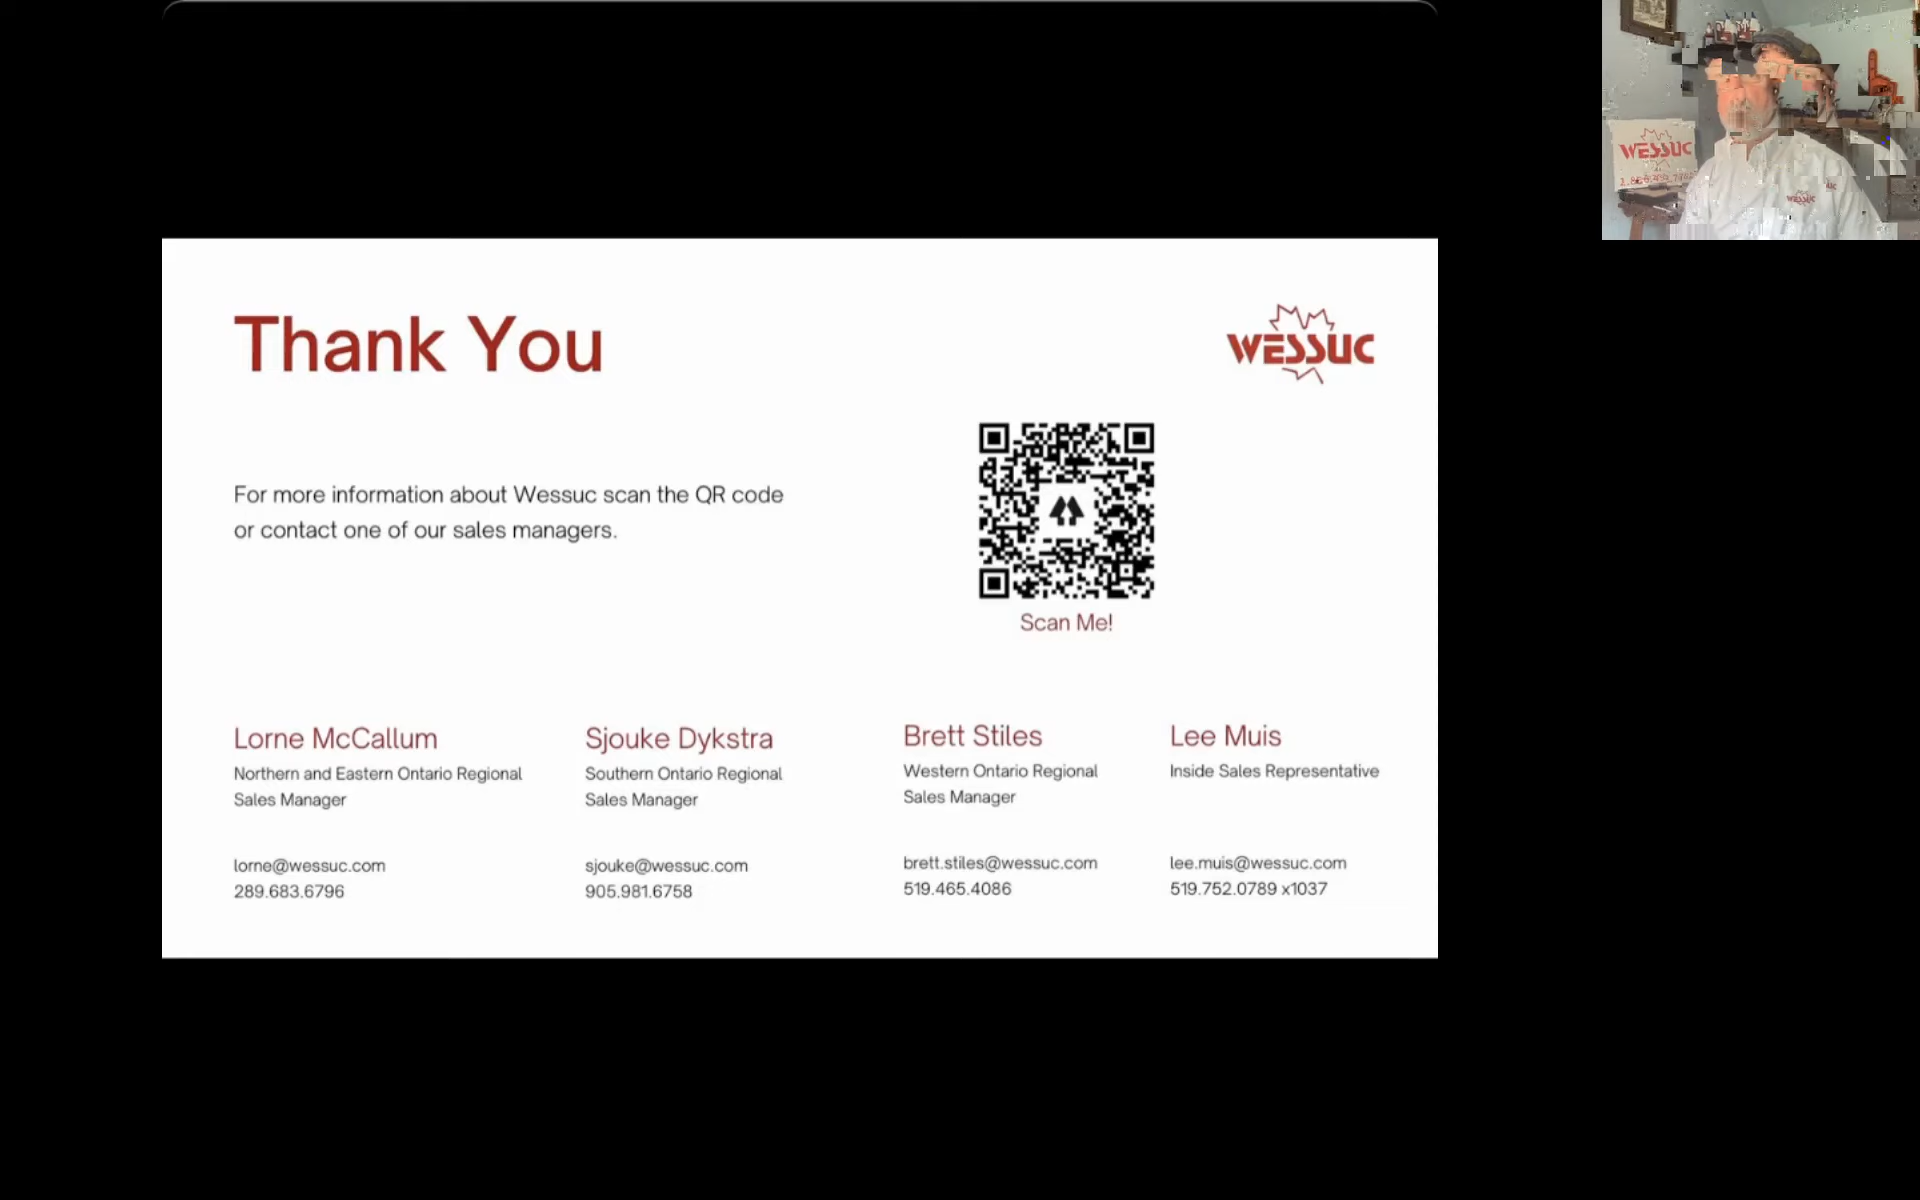 WESSUC
WESSUC
Thank You
WESSUC
For more information about Wessuc scan the QR code
or contact one of our sales managers.
Scan Me!
Lorne McCallum
Northern and Eastern Ontario Regional
Sales Manager
lorne@wessuc.com
289.683.6796
Sjouke Dykstra
Southern Ontario Regional
Sales Manager
sjouke@wessuc.com
905.981.6758
Brett Stiles
Western Ontario Regional
Sales Manager
brett.stiles@wessuc.com
519.465.4086
Lee Muis
Inside Sales Representative
lee.muis@wessuc.com
519.752.0789 x1037